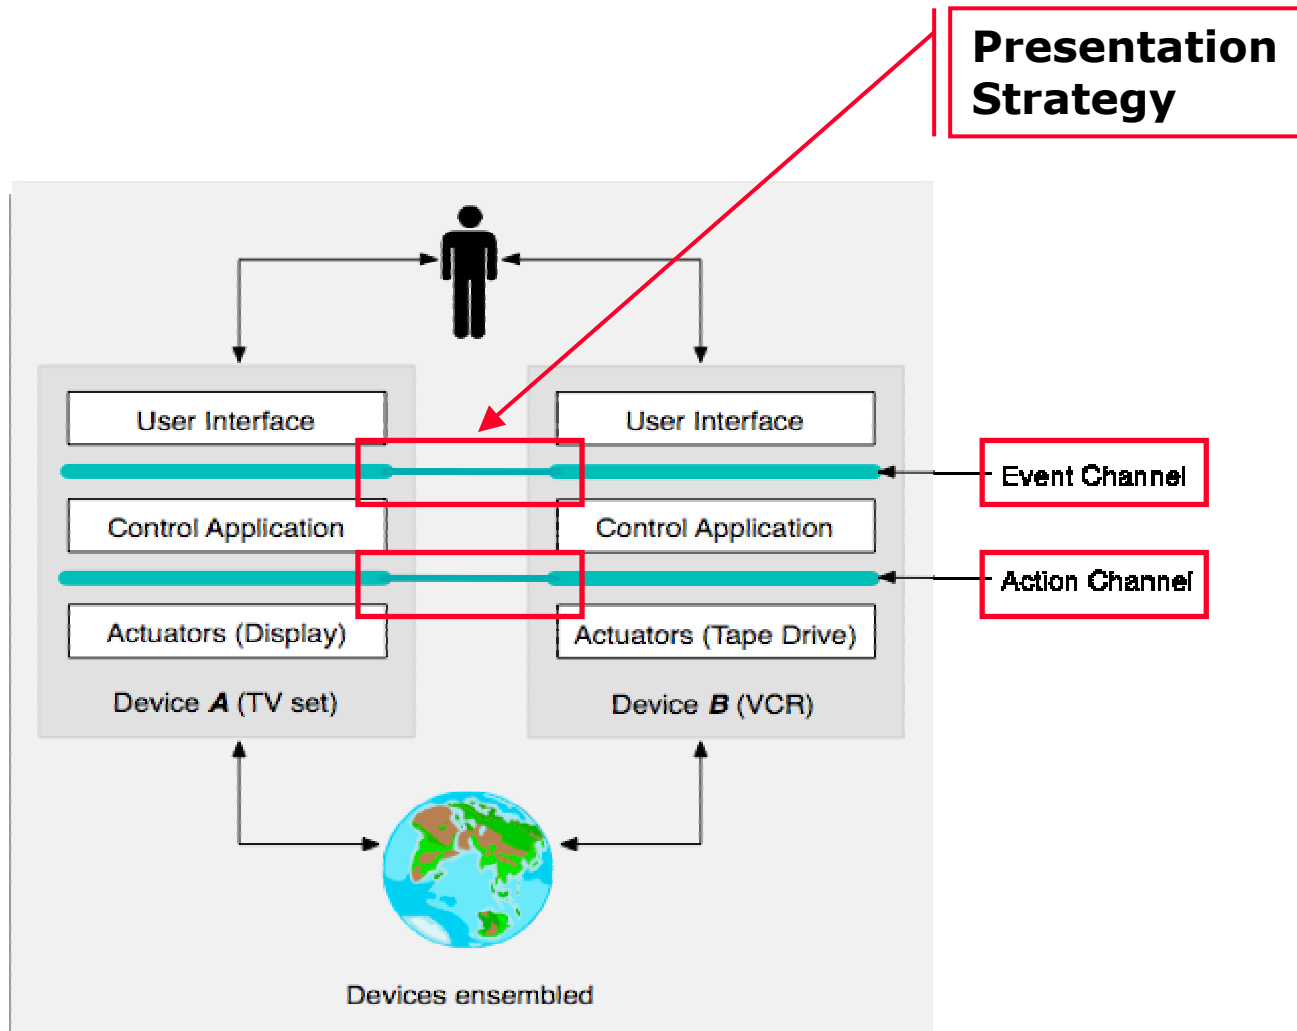 Presentation
Strategy
User Interface
User Interface
Event Channel
Control Application
Control Application
Action Channel
Actuators (Display)
Actuators (Tape Drive)
Device A (TV set)
Device B (VCR)
Devices ensembled